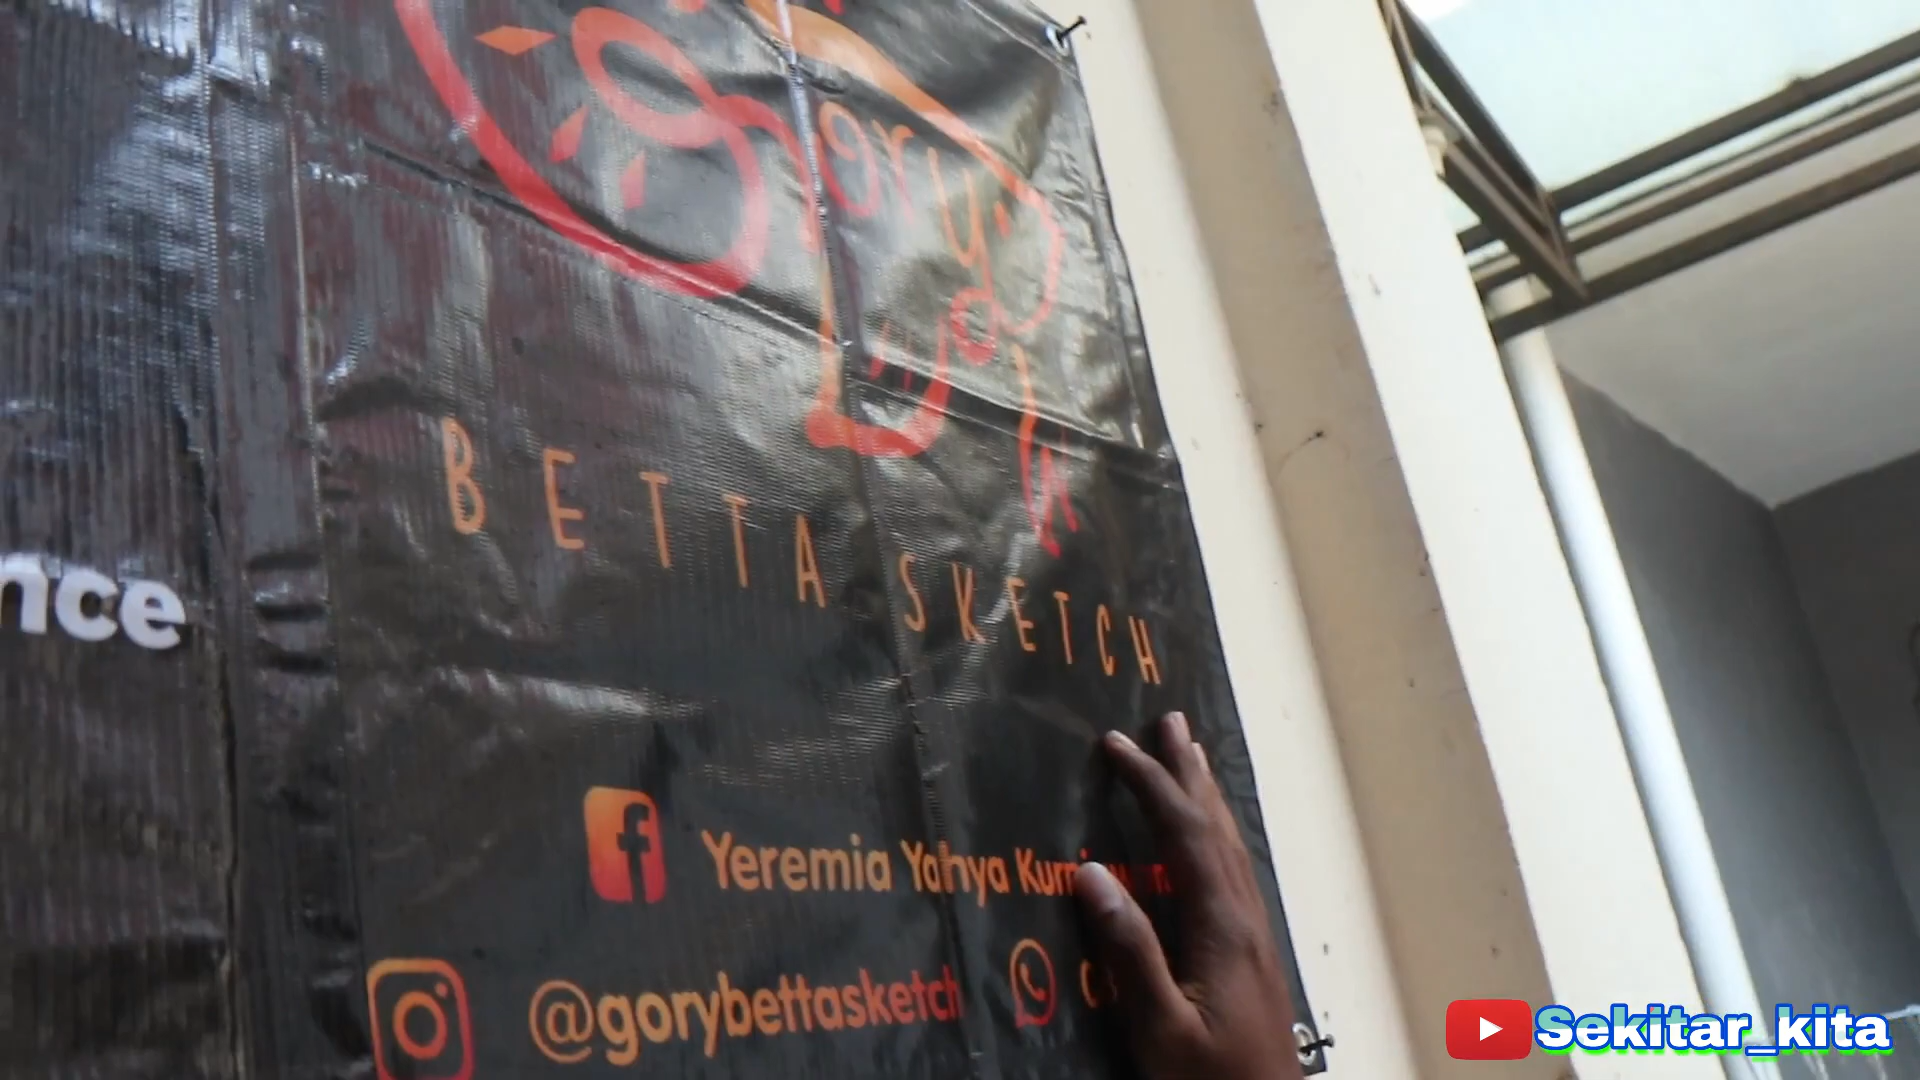 Gory
BETTA SKETCH
nce
Yeremia Yahya
@gorybettasketch
Sekitar_kita